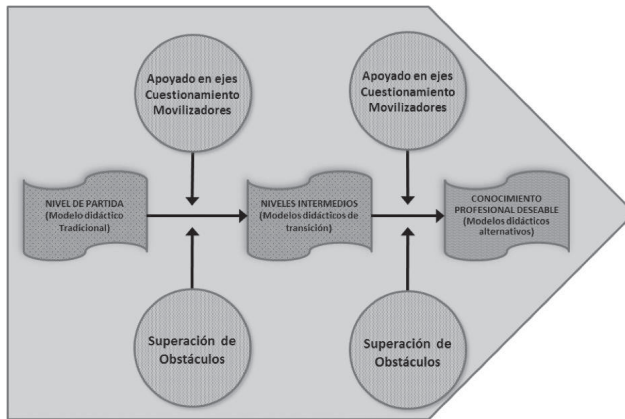 Apoyado en ejes
Cuestionamiento
Movilizadores
Apoyado en ejes
Cuestionamiento
Movilizadores
NIVEL DE PARTIDA
(Modelo didáctico
Tradicional)
NIVELES INTERMEDIOS
(Modelos didácticos de
transición)
CONOCIMIENTO
PROFESIONAL DESEABLE
(Modelos didácticos
alternativos)
Superación de
Obstáculos
Superación de
Obstáculos